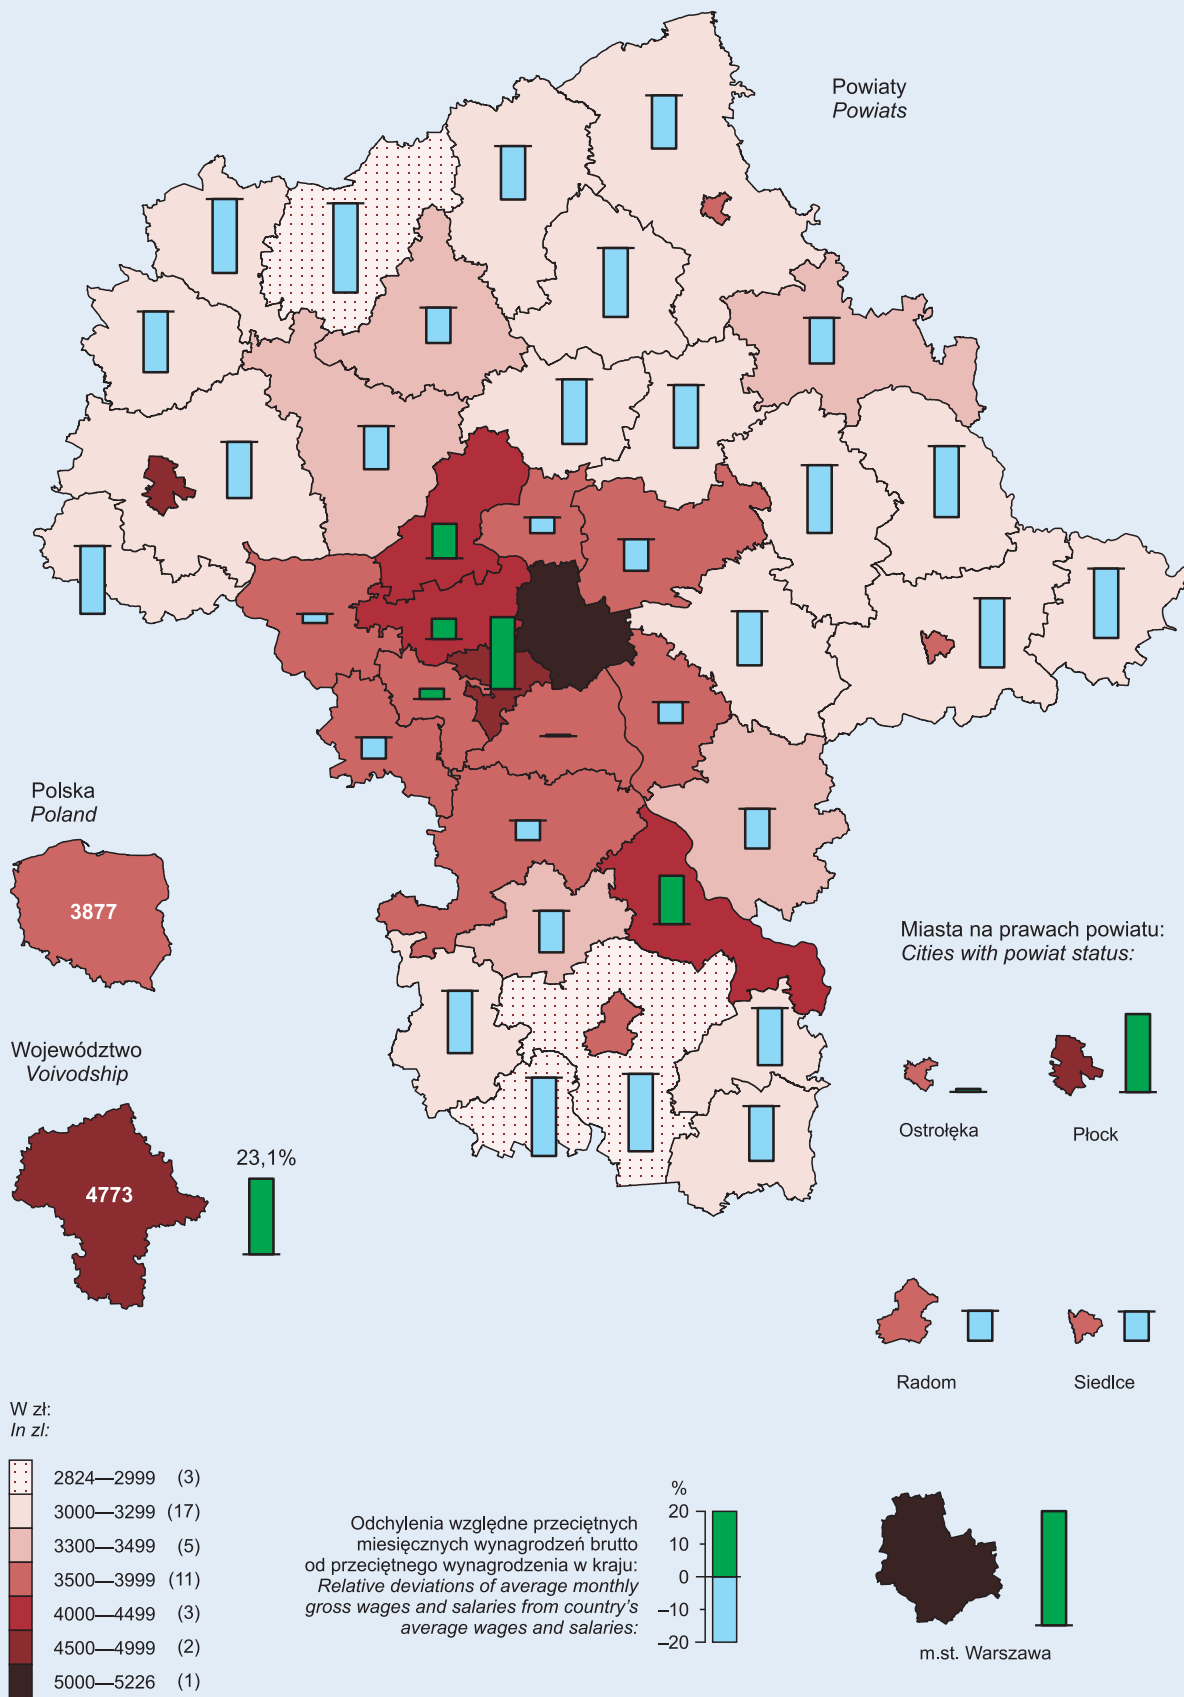 Powiaty
Powiats
Polska
Poland
3877
Województwo
Voivodship
4773
23,1%
Miasta na prawach powiatu:
Cities with powiat status:
Ostrołęka
Płock
Radom
Siedlce
m.st. Warszawa
W zł:
In zl:
2824—2999 (3)
3000—3299 (17)
3300—3499 (5)
3500—3999 (11)
4000—4499 (3)
4500—4999 (2)
5000—5226 (1)
Odchylenia względne przeciętnych
miesięcznych wynagrodzeń brutto
od przeciętnego wynagrodzenia w kraju:
Relative deviations of average monthly
gross wages and salaries from country's
average wages and salaries:
%
20
10
0
–10
–20